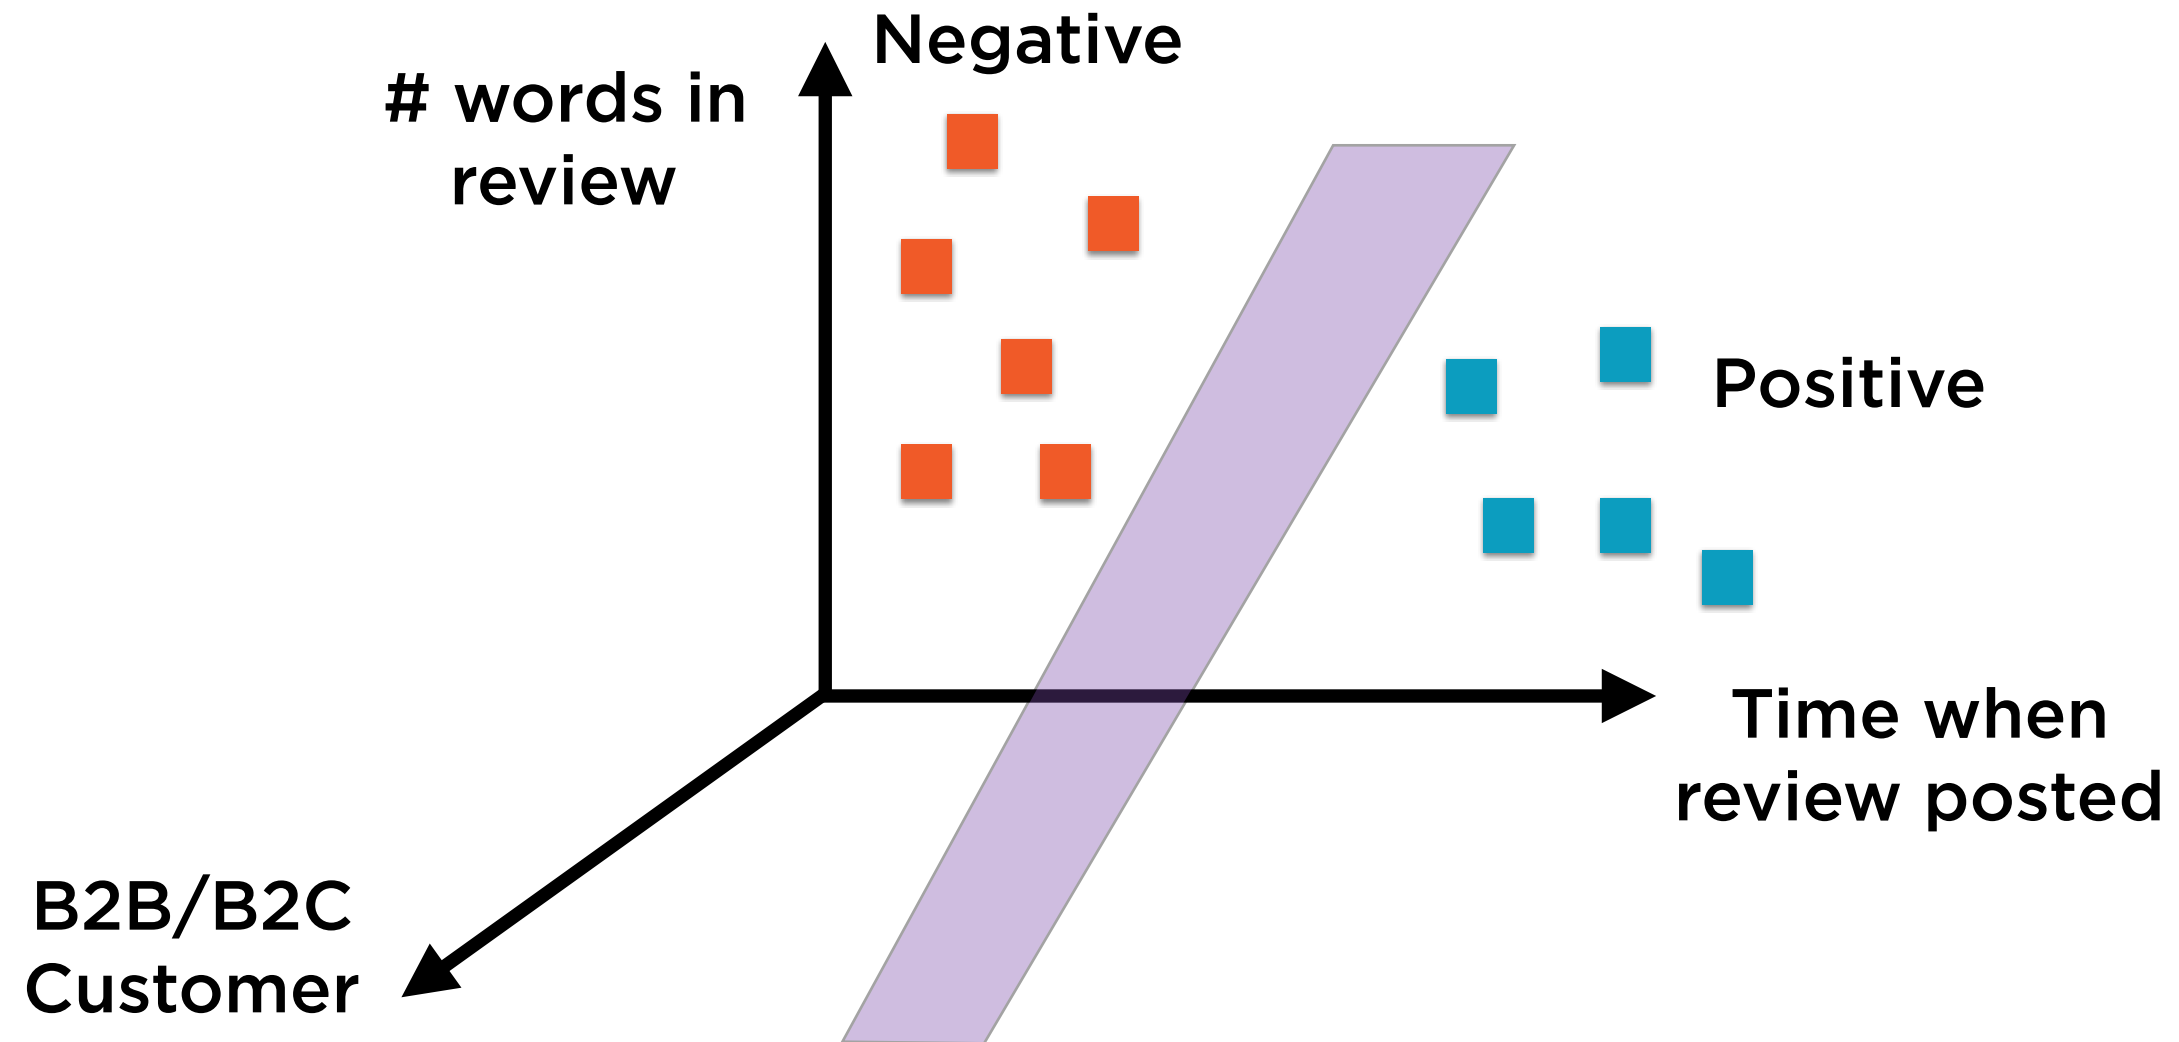 Negative
# words in
review
Positive
Time when
review posted
B2B/B2C
Customer